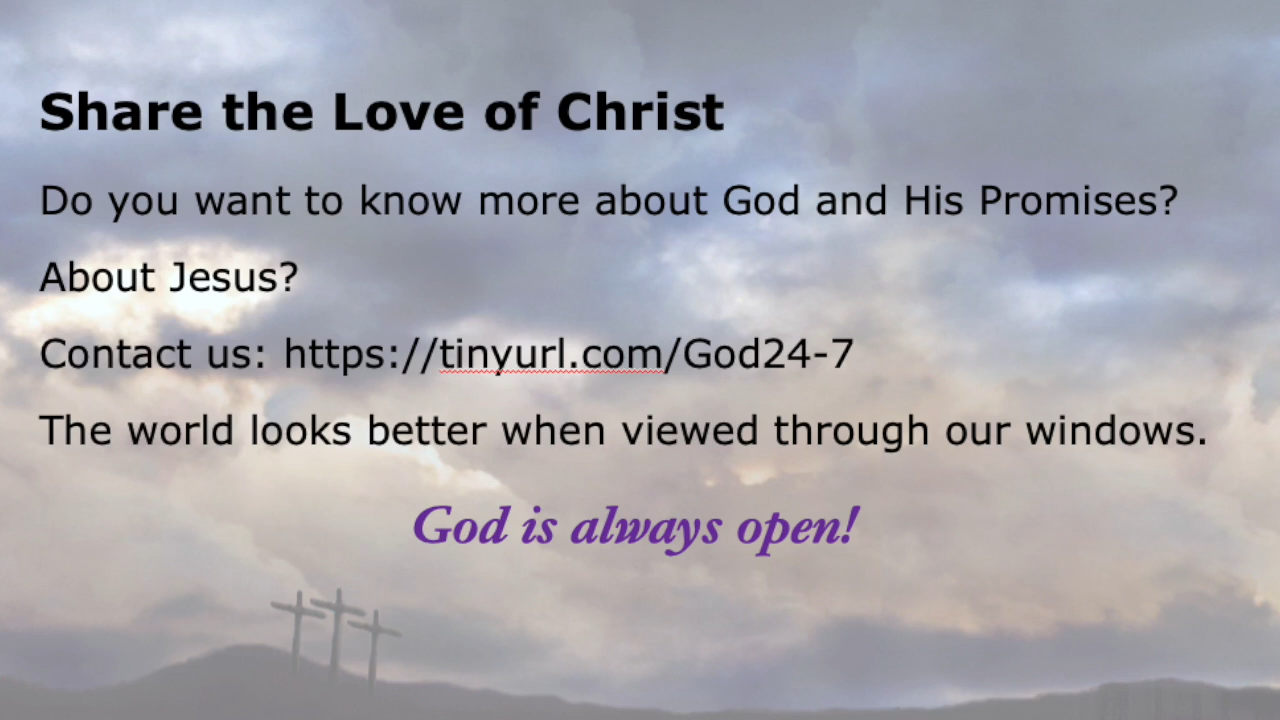 Share the Love of Christ
Do you want to know more about God and His Promises?
About Jesus?
Contact us: https://tinyurl.com/God24-7
The world looks better when viewed through our windows.
God is always open!